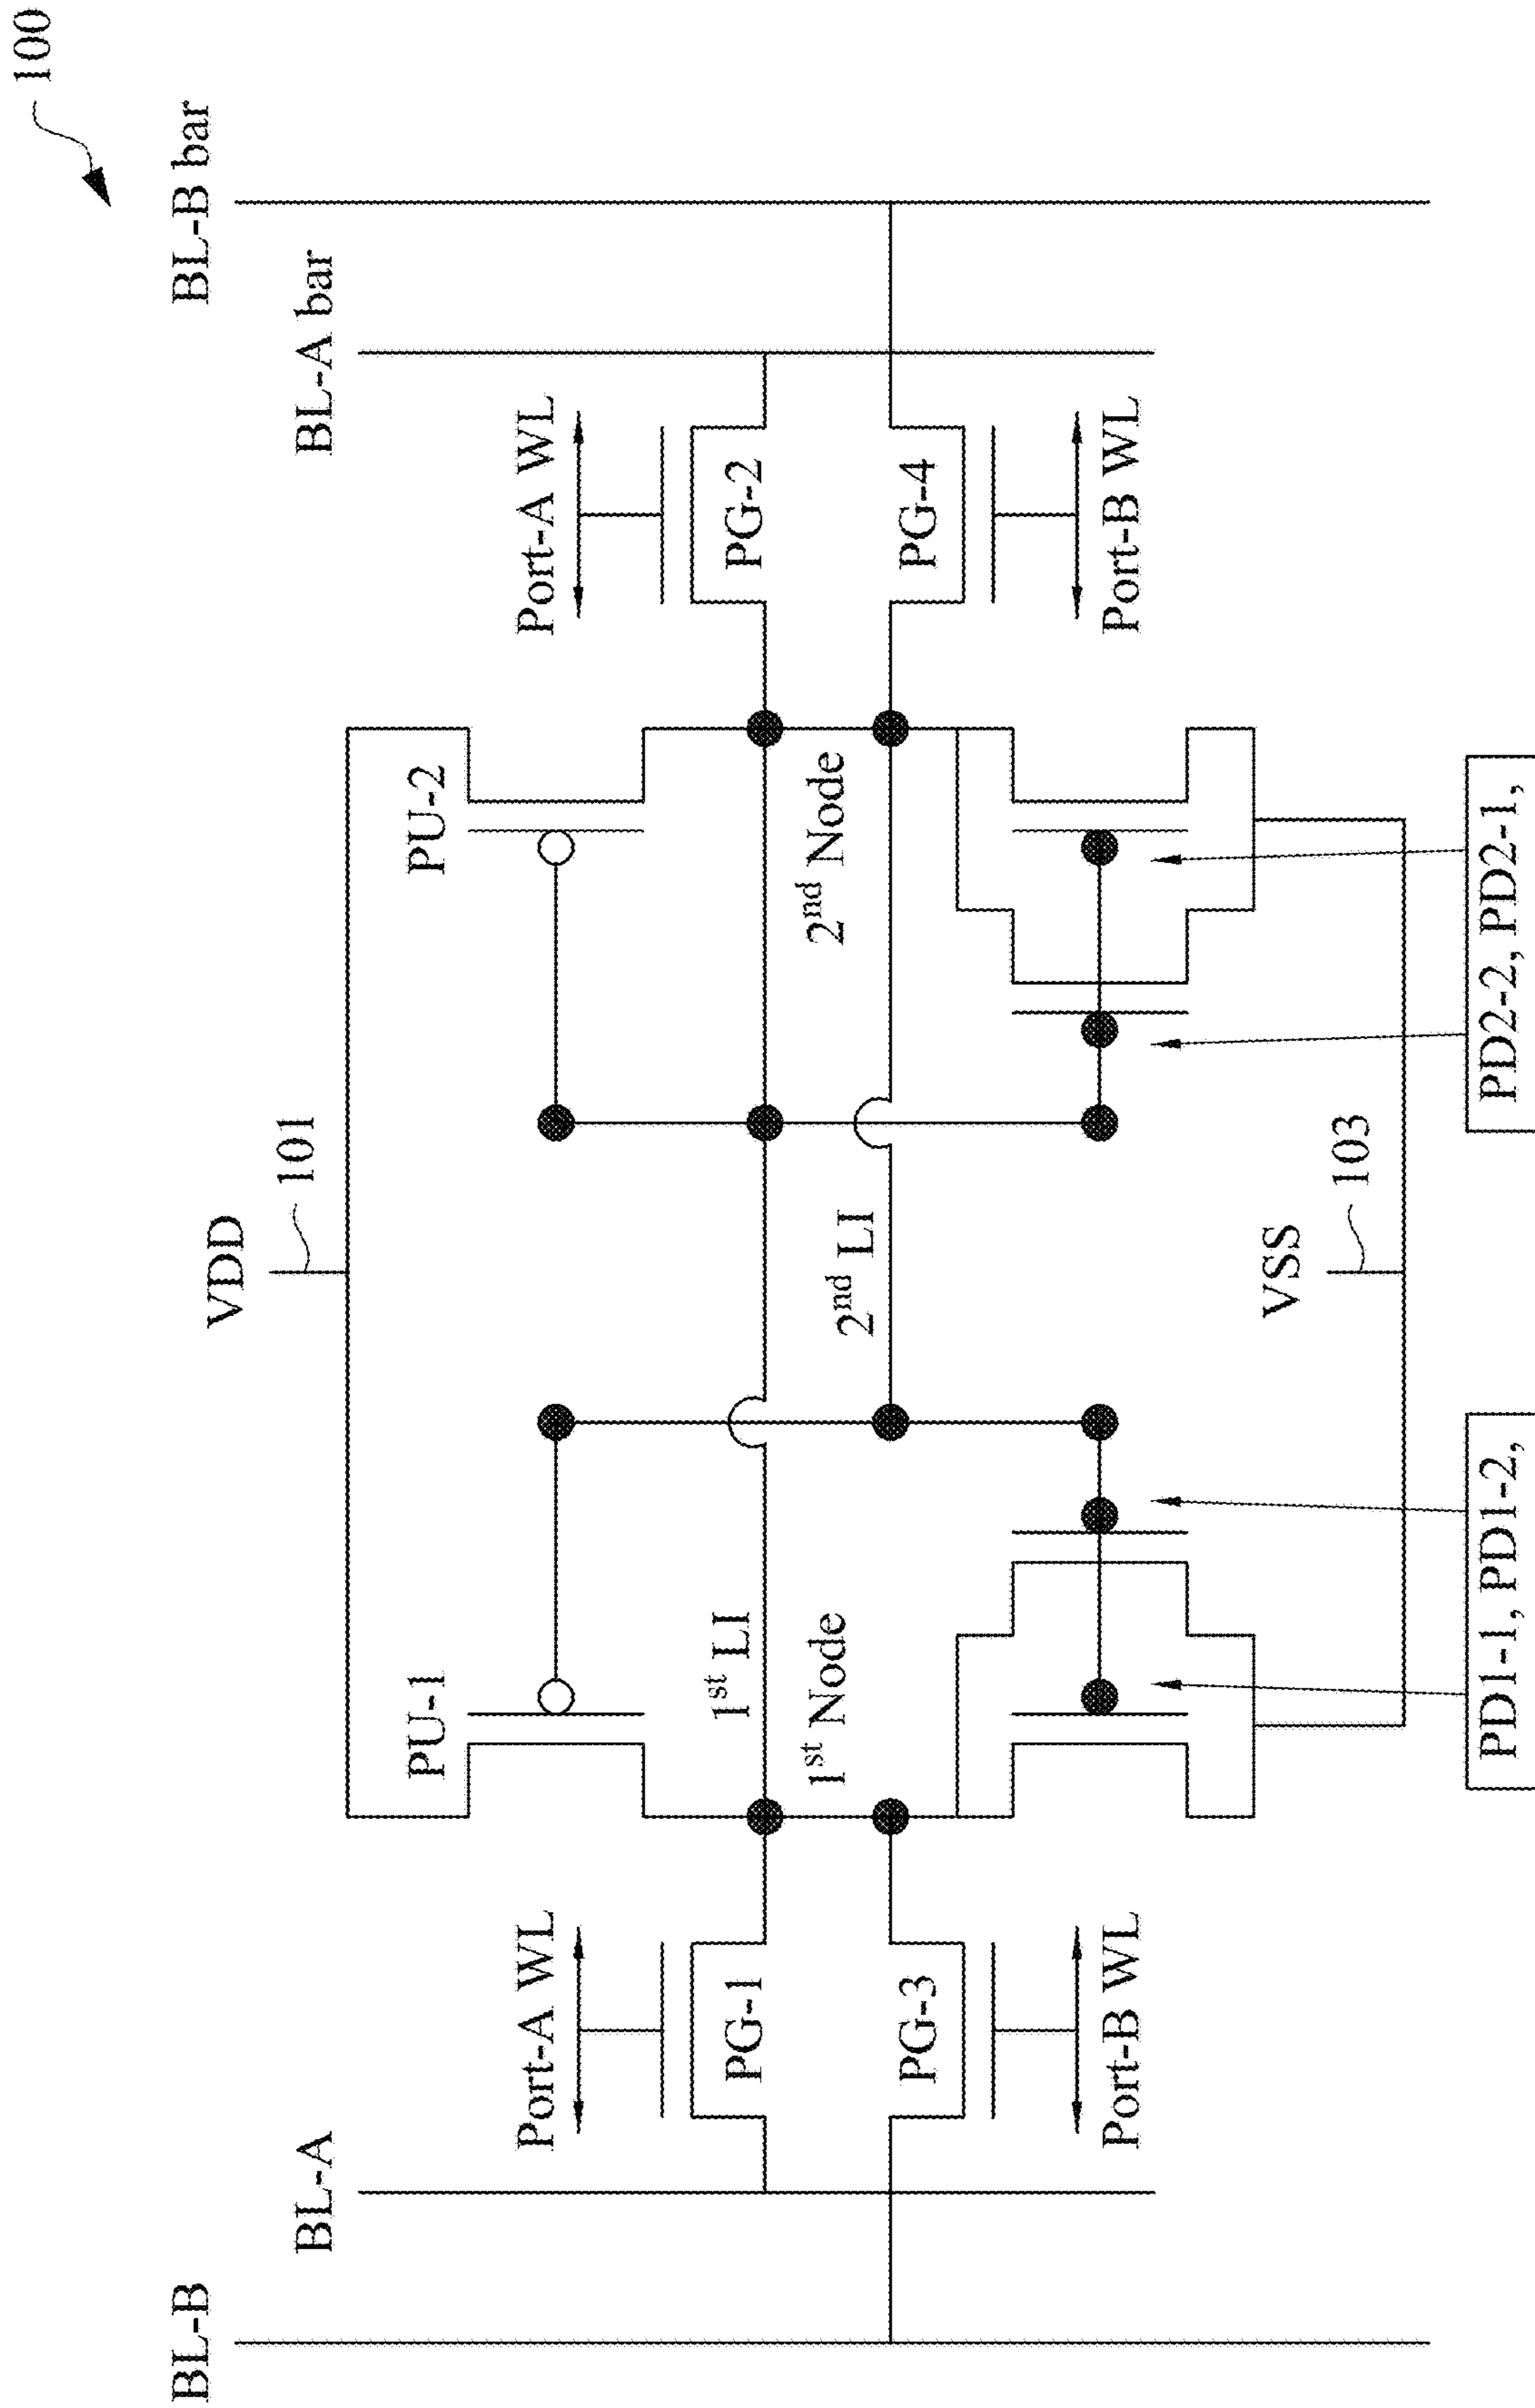 100
BL-B bar
BL-A bar
BL-A
BL-B
VDD
101
PU-1
PU-2
Port-A WL
Port-A WL
PG-1
PG-2
1st LI
1st Node
2nd Node
2nd LI
PG-3
PG-4
Port-B WL
Port-B WL
VSS
103
PD1-1, PD1-2,
PD2-2, PD2-1,